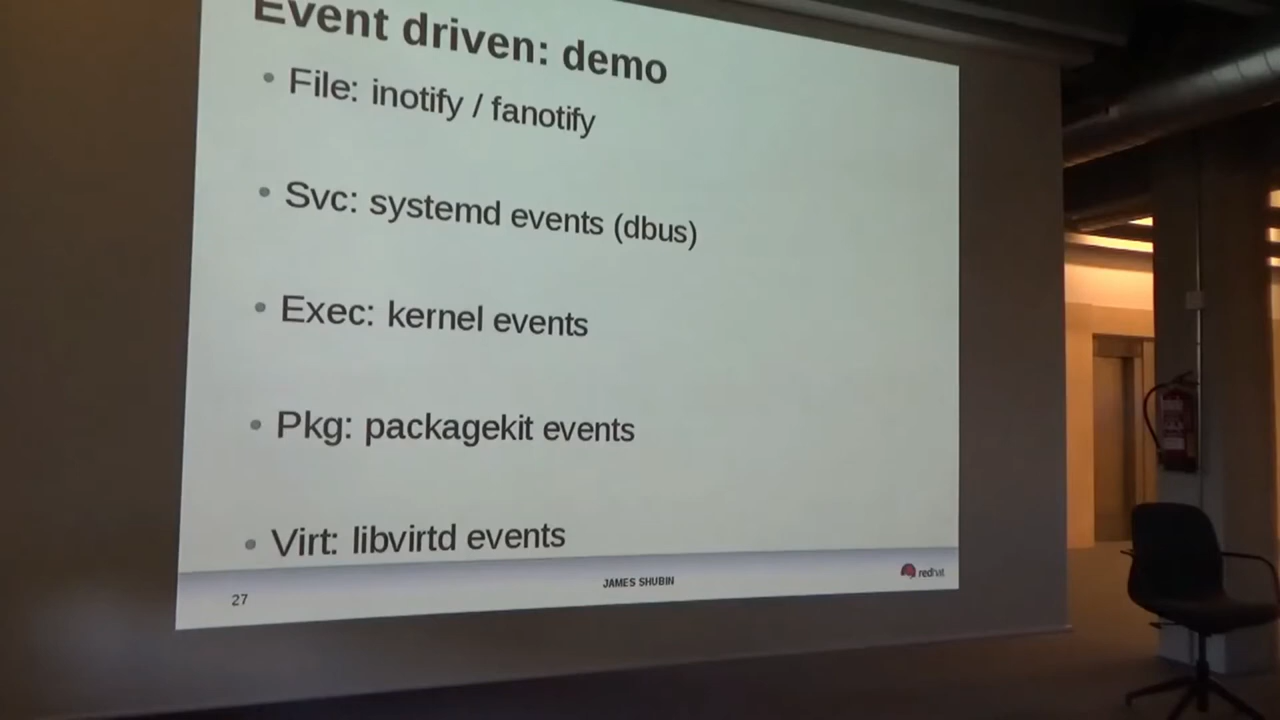 Event driven: demo
• File: inotify / fanotify
• Svc: systemd events (dbus)
• Exec: kernel events
• Pkg: packagekit events
• Virt: libvirtd events
27
JAMES SHUBIN
redhat